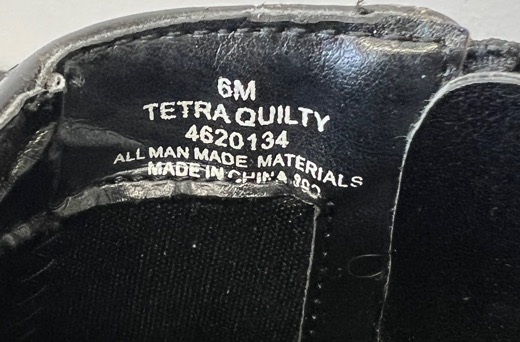 6M
TETRA QUILTY
4620134
ALL MAN MADE MATERIALS
MADE IN CHINA